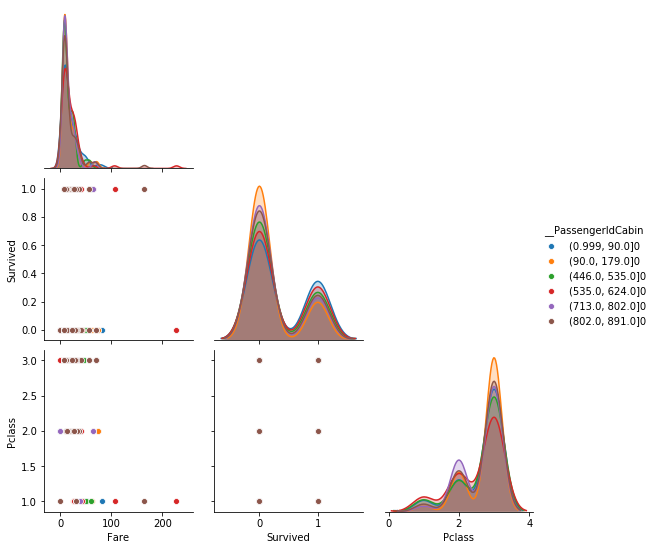 1.0
0.8
0.6
0.4
0.2
0.0
Survived
3.0
2.5
2.0
1.5
1.0
Pclass
0 100 200
Fare
0 1
Survived
0 2 4
Pclass
__PassengerIdCabin
(0.999, 90.0]0
(90.0, 179.0]0
(446.0, 535.0]0
(535.0, 624.0]0
(713.0, 802.0]0
(802.0, 891.0]0